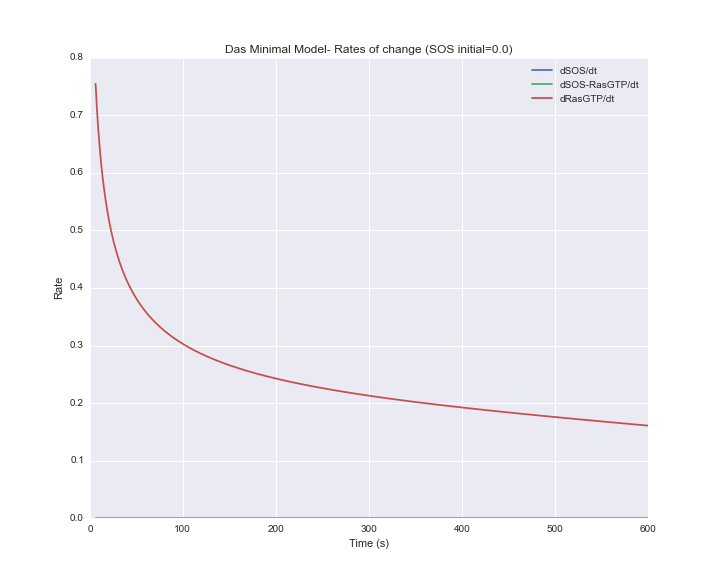 Das Minimal Model- Rates of change (SOS initial=0.0)
dSOS/dt
dSOS-RasGTP/dt
dRasGTP/dt
0.8
0.7
0.6
0.5
0.4
0.3
0.2
0.1
0.0
Rate
0 100 200 300 400 500 600
Time (s)